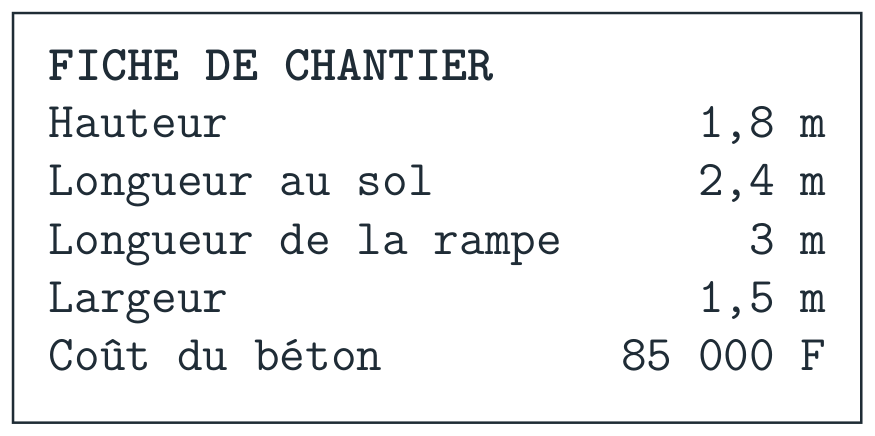 FICHE DE CHANTIER
Hauteur 1,8 m
Longueur au sol 2,4 m
Longueur de la rampe 3 m
Largeur 1,5 m
Coût du béton 85 000 F